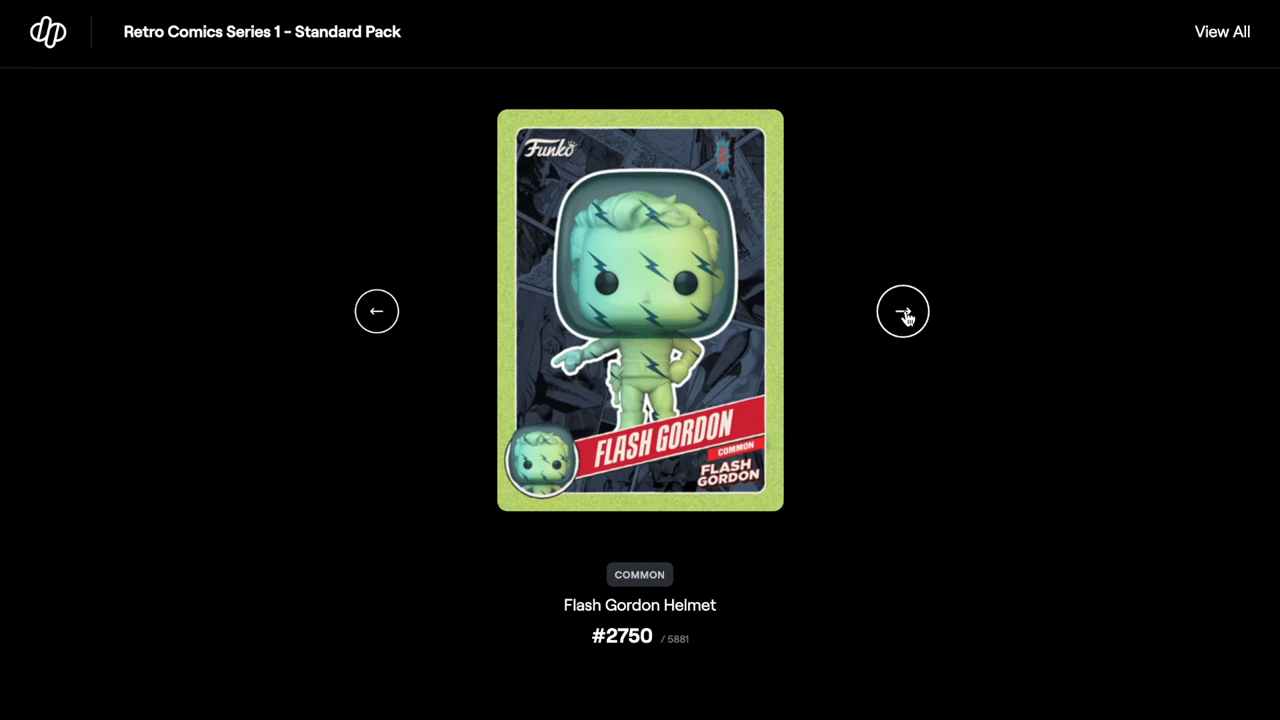 Retro Comics Series 1 - Standard Pack
View All
Funko
FLASH GORDON
COMMON
FLASH
GORDON
COMMON
Flash Gordon Helmet
#2750 / 5881